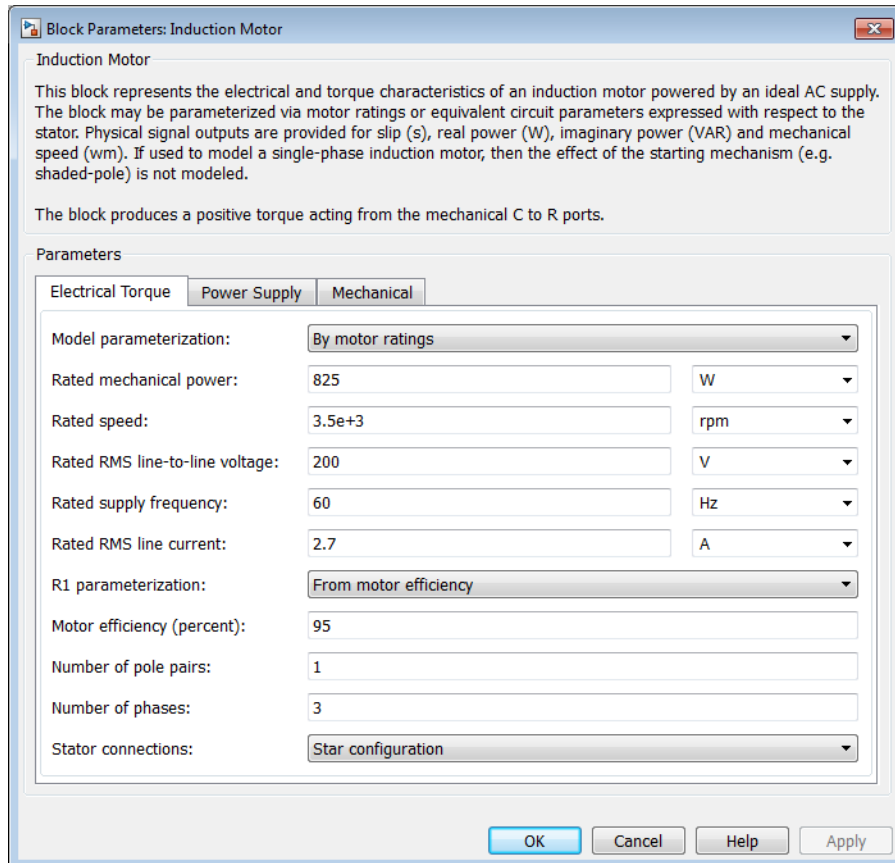 Block Parameters: Induction Motor
Induction Motor
This block represents the electrical and torque characteristics of an induction motor powered by an ideal AC supply.
The block may be parameterized via motor ratings or equivalent circuit parameters expressed with respect to the
stator. Physical signal outputs are provided for slip (s), real power (W), imaginary power (VAR) and mechanical
speed (wm). If used to model a single-phase induction motor, then the effect of the starting mechanism (e.g.
shaded-pole) is not modeled.
The block produces a positive torque acting from the mechanical C to R ports.
Parameters
Electrical Torque Power Supply Mechanical
Model parameterization: By motor ratings
Rated mechanical power: 825 W
Rated speed: 3.5e+3 rpm
Rated RMS line-to-line voltage: 200 V
Rated supply frequency: 60 Hz
Rated RMS line current: 2.7 A
R1 parameterization: From motor efficiency
Motor efficiency (percent): 95
Number of pole pairs: 1
Number of phases: 3
Stator connections: Star configuration
OK Cancel Help Apply